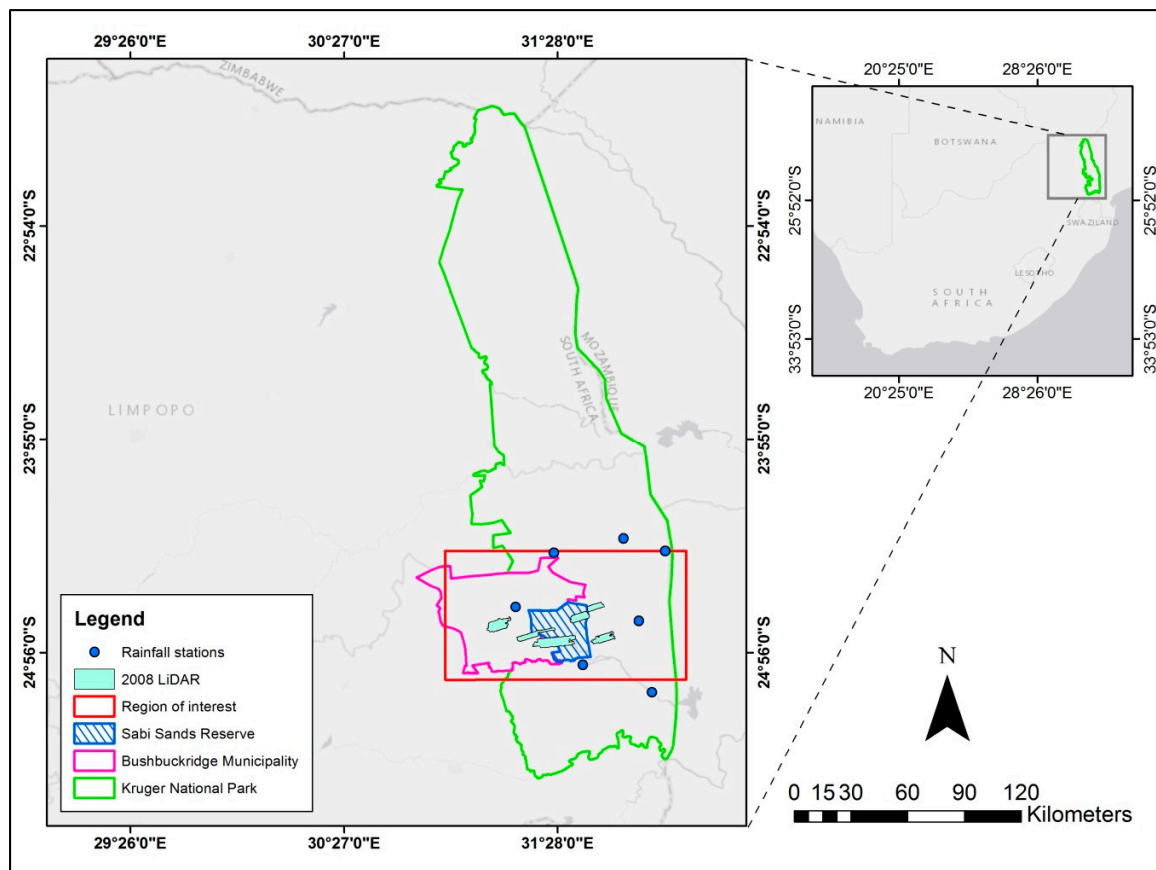 29°26'0"E 30°27'0"E 31°28'0"E
20°25'0"E 28°26'0"E
ZIMBABWE
NAMIBIA
BOTSWANA
22°54'0"S
22°54'0"S
25°52'0"S
25°52'0"S
SWAZILAND
LESOTHO
SOUTH
AFRICA
MOZAMBIQUE
SOUTH AFRICA
33°53'0"S
33°53'0"S
20°25'0"E 28°26'0"E
LIMPOPO
23°55'0"S
23°55'0"S
24°56'0"S
24°56'0"S
Legend
Rainfall stations
2008 LiDAR
Region of interest
Sabi Sands Reserve
Bushbuckridge Municipality
Kruger National Park
N
0 15 30 60 90 120
Kilometers
29°26'0"E 30°27'0"E 31°28'0"E